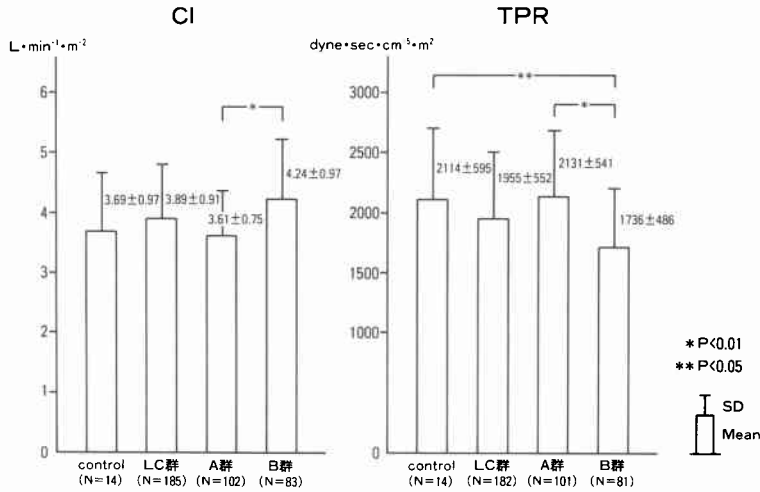 CI
L・min⁻¹・m⁻²
6
5
4
3
2
1
0
*
3.69±0.97
3.89±0.91
3.61±0.75
4.24±0.97
control
(N=14)
LC群
(N=185)
A群
(N=102)
B群
(N=83)
TPR
dyne・sec・cm⁻⁵・m²
3000
2500
2000
1500
1000
0
**
*
2114±595
1955±552
2131±541
1736±486
control
(N=14)
LC群
(N=182)
A群
(N=101)
B群
(N=81)
*P<0.01
**P<0.05
SD
Mean